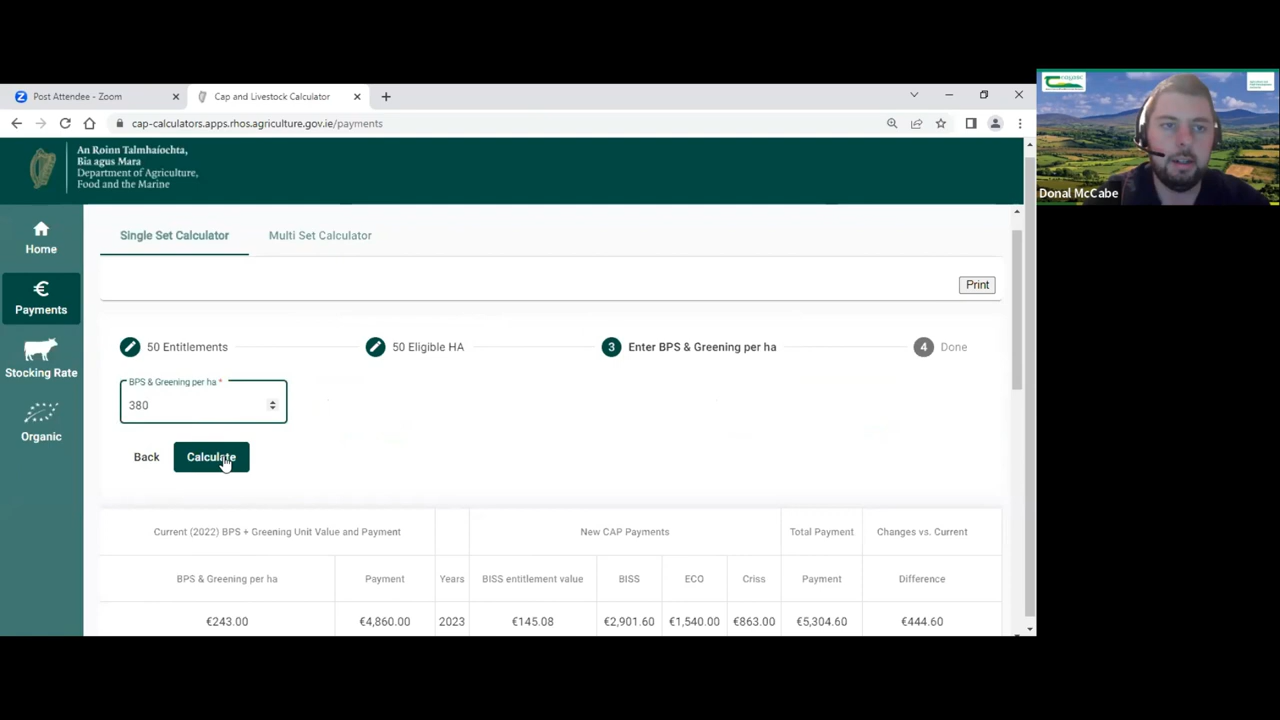 Post Attendee - Zoom
Cap and Livestock Calculator
cap-calculators.apps.rhos.agriculture.gov.ie/payments
An Roinn Talmhaíochta,
Bia agus Mara
Department of Agriculture,
Food and the Marine
Home
Payments
Stocking Rate
Organic
Single Set Calculator
Multi Set Calculator
Print
50 Entitlements
50 Eligible HA
3 Enter BPS & Greening per ha
4 Done
BPS & Greening per ha *
380
Back
Calculate
Current (2022) BPS + Greening Unit Value and Payment
New CAP Payments
Total Payment
Changes vs. Current
BPS & Greening per ha
Payment
Years
BISS entitlement value
BISS
ECO
Criss
Payment
Difference
€243.00
€4,860.00
2023
€145.08
€2,901.60
€1,540.00
€863.00
€5,304.60
€444.60
Donal McCabe